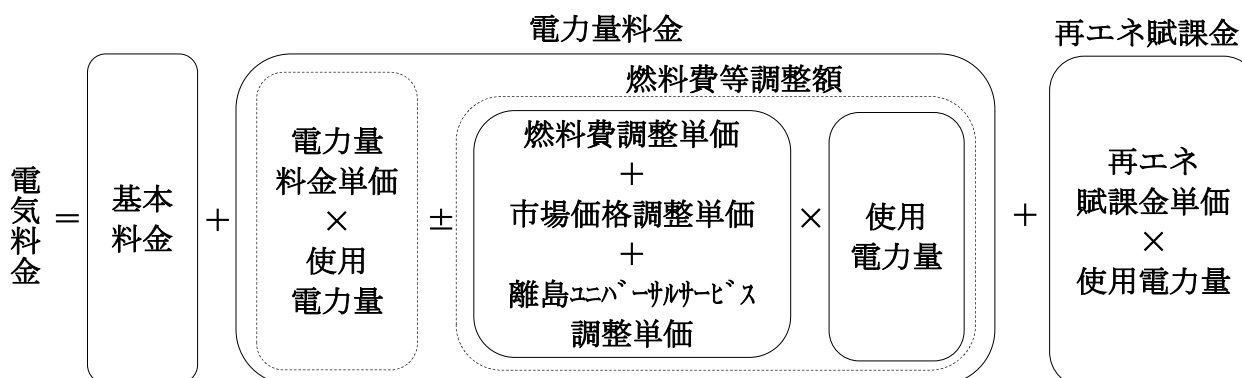 電力量料金
再エネ賦課金
燃料費等調整額
電気料金
=
基本
料金
+
電力量
料金単価
×
使用
電力量
±
燃料費調整単価
+
市場価格調整単価
+
離島ユニバーサルサービス
調整単価
×
使用
電力量
+
再エネ
賦課金単価
×
使用電力量